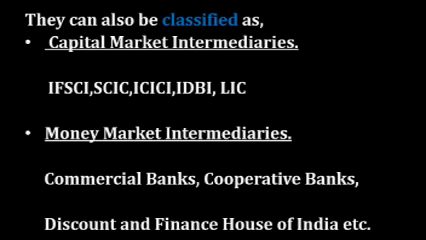 They can also be classified as,
• Capital Market Intermediaries.
IFSCI,SCIC,ICICI,IDBI, LIC
• Money Market Intermediaries.
Commercial Banks, Cooperative Banks,
Discount and Finance House of India etc.